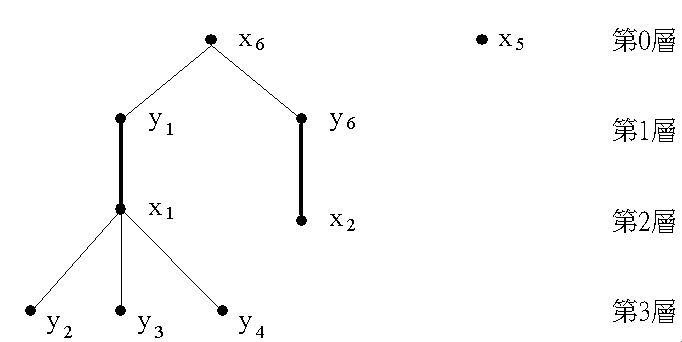 x₆ x₅ 第0層
y₁ y₆ 第1層
x₁ x₂ 第2層
y₂ y₃ y₄ 第3層